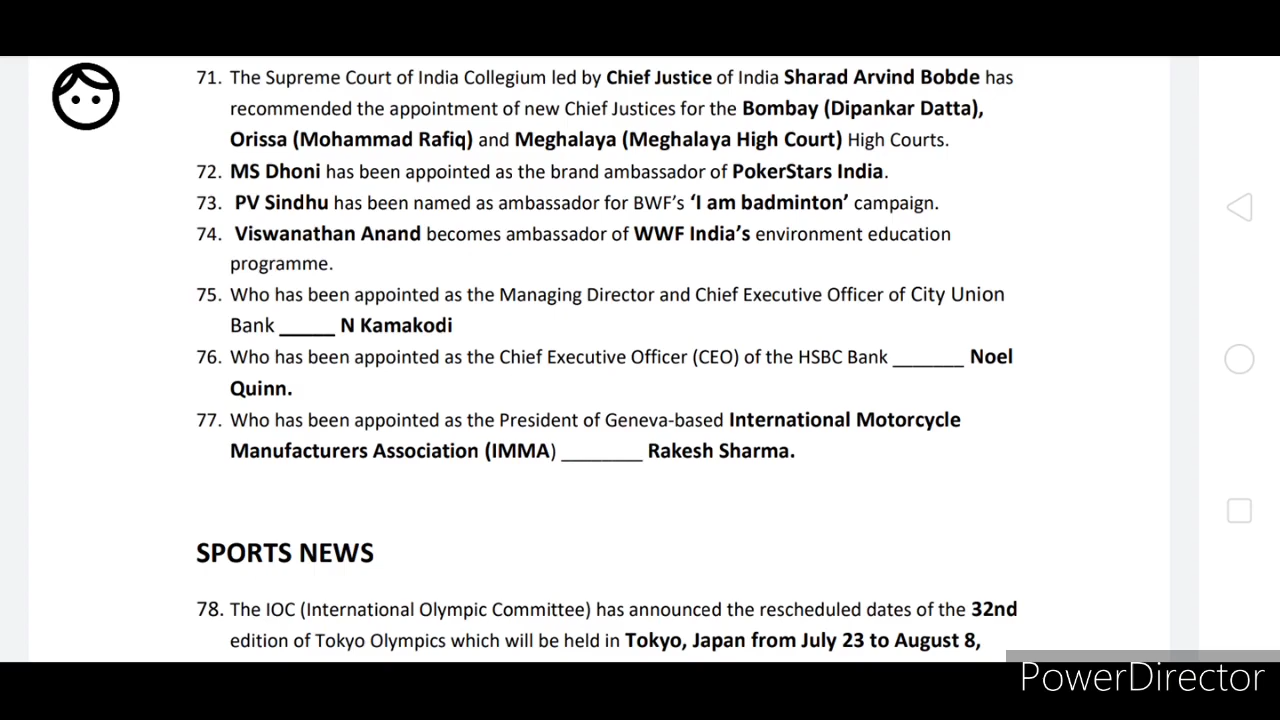 71. The Supreme Court of India Collegium led by Chief Justice of India Sharad Arvind Bobde has
recommended the appointment of new Chief Justices for the Bombay (Dipankar Datta),
Orissa (Mohammad Rafiq) and Meghalaya (Meghalaya High Court) High Courts.
72. MS Dhoni has been appointed as the brand ambassador of PokerStars India.
73. PV Sindhu has been named as ambassador for BWF’s ‘I am badminton’ campaign.
74. Viswanathan Anand becomes ambassador of WWF India’s environment education
programme.
75. Who has been appointed as the Managing Director and Chief Executive Officer of City Union
Bank _____ N Kamakodi
76. Who has been appointed as the Chief Executive Officer (CEO) of the HSBC Bank _______ Noel
Quinn.
77. Who has been appointed as the President of Geneva-based International Motorcycle
Manufacturers Association (IMMA) ________ Rakesh Sharma.
SPORTS NEWS
78. The IOC (International Olympic Committee) has announced the rescheduled dates of the 32nd
edition of Tokyo Olympics which will be held in Tokyo, Japan from July 23 to August 8,
PowerDirector